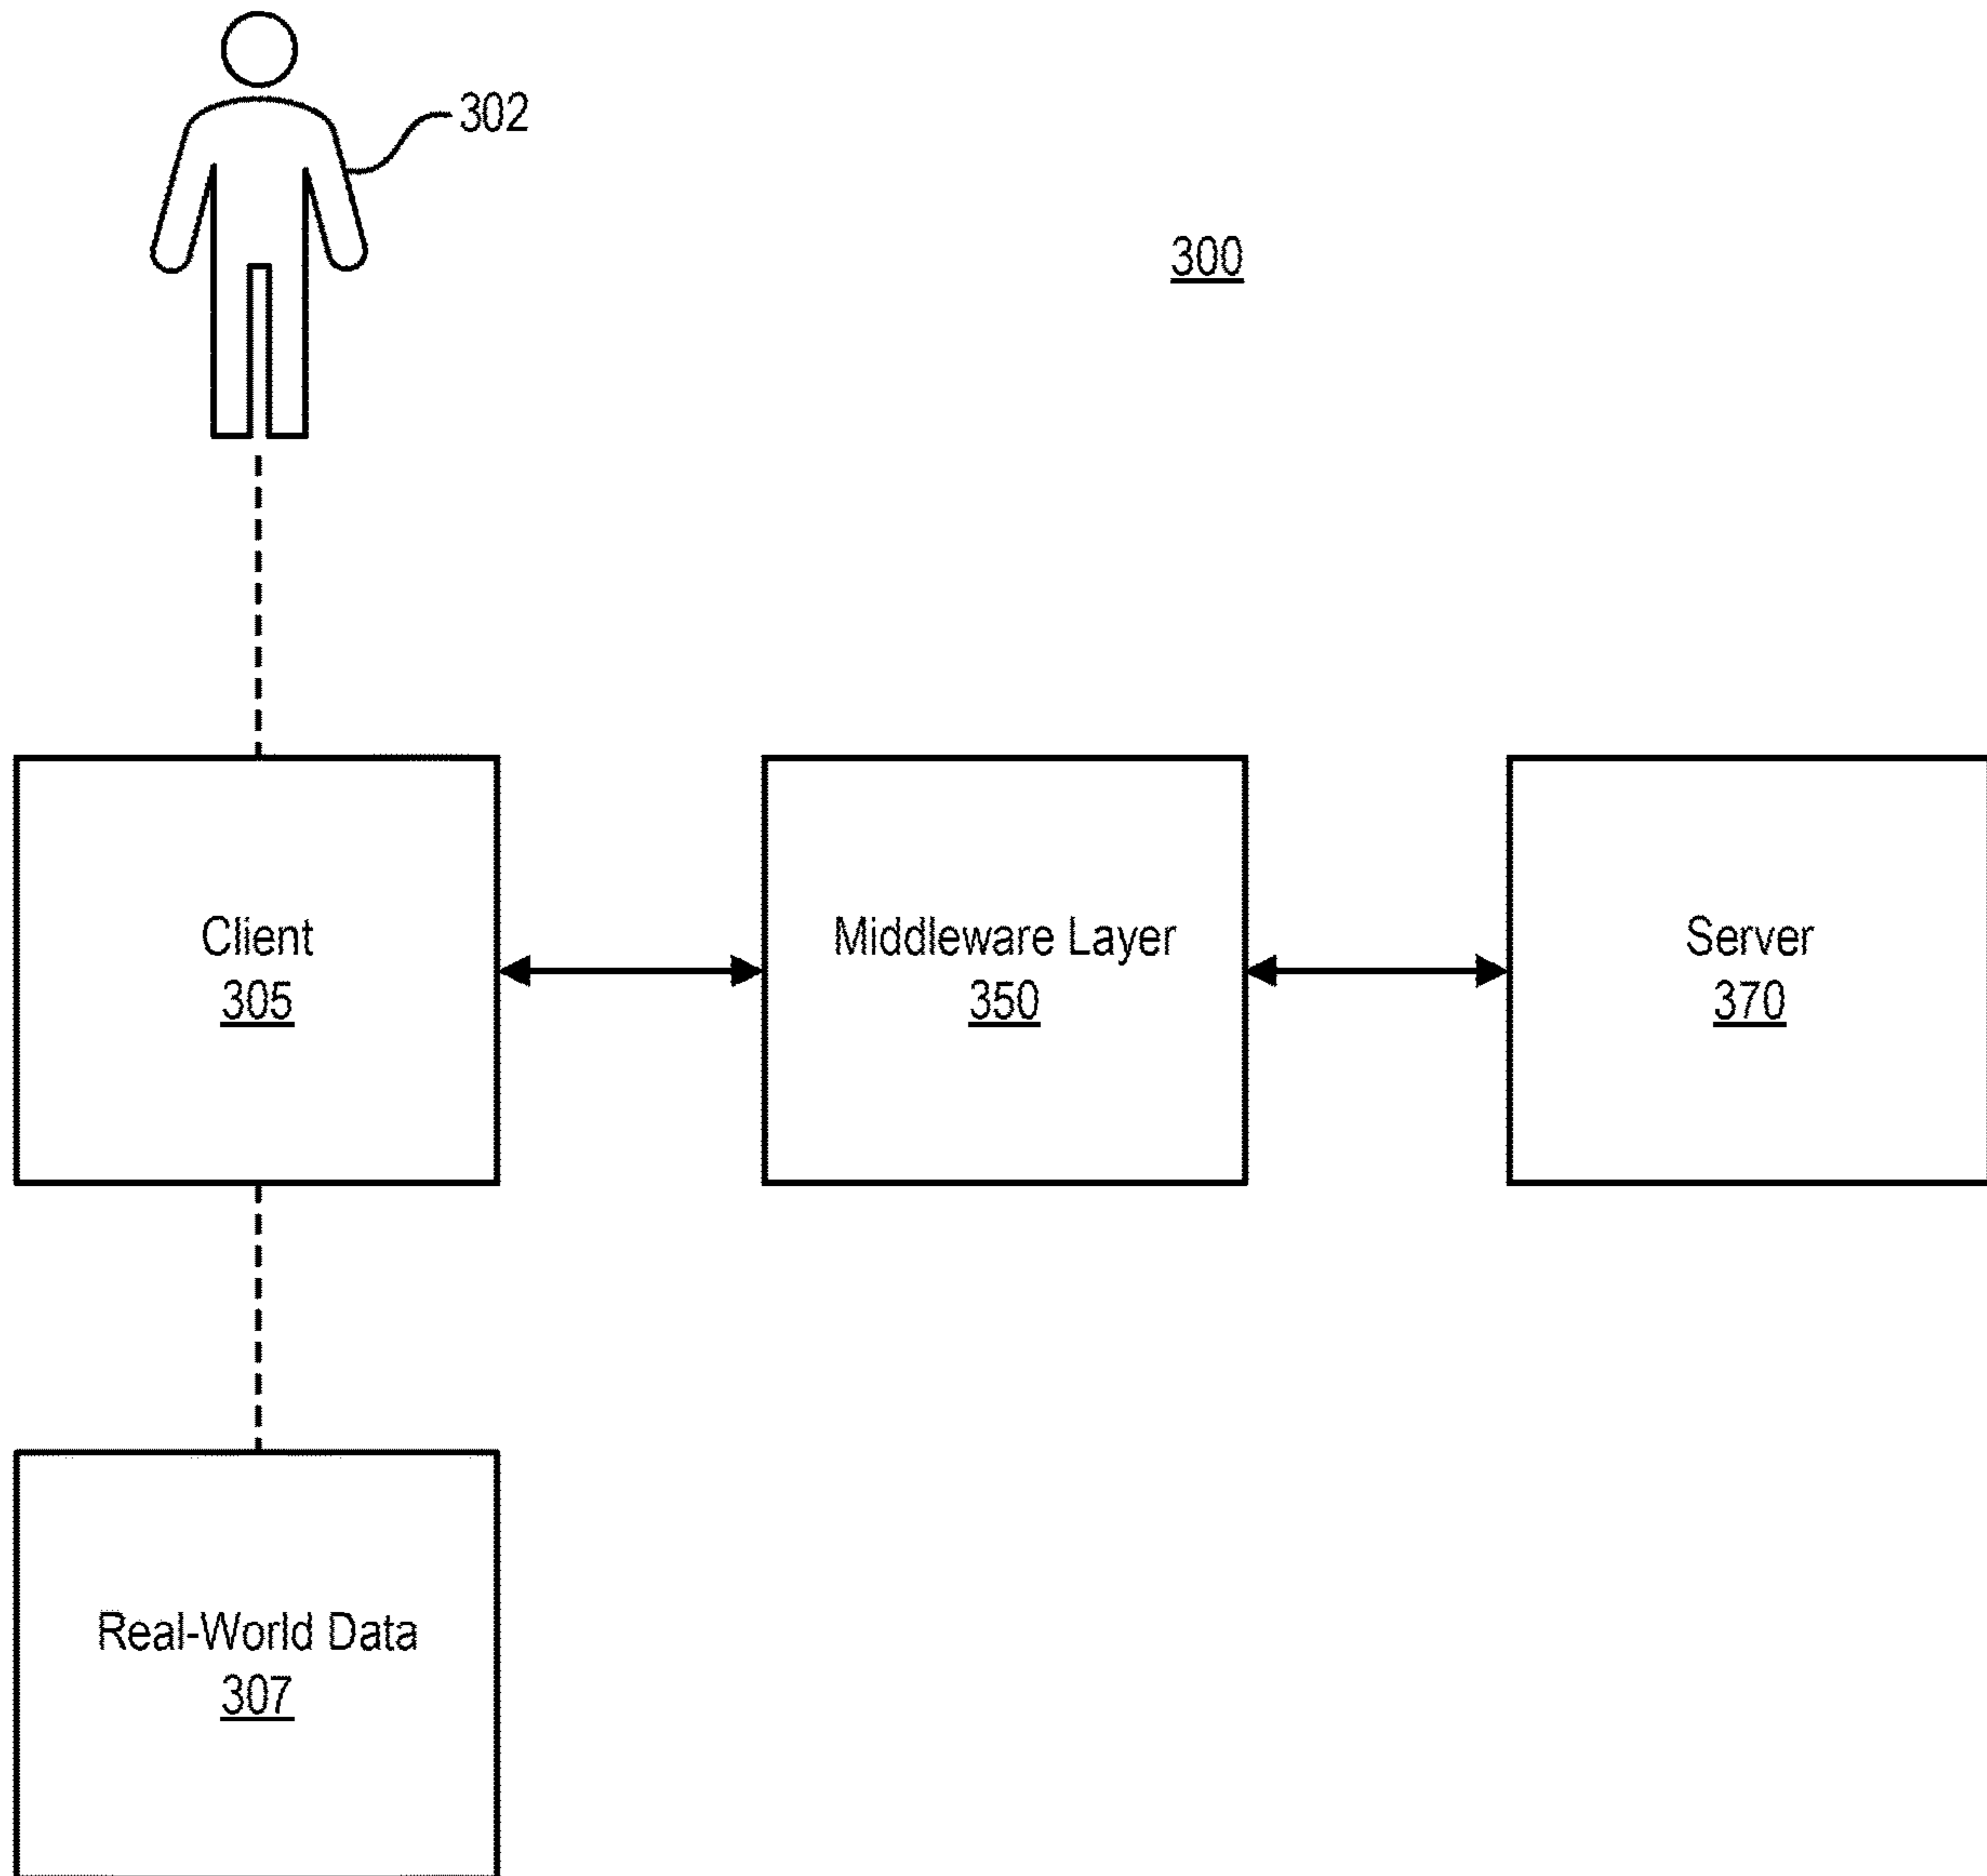 302
300
Client
305
Middleware Layer
350
Server
370
Real-World Data
307